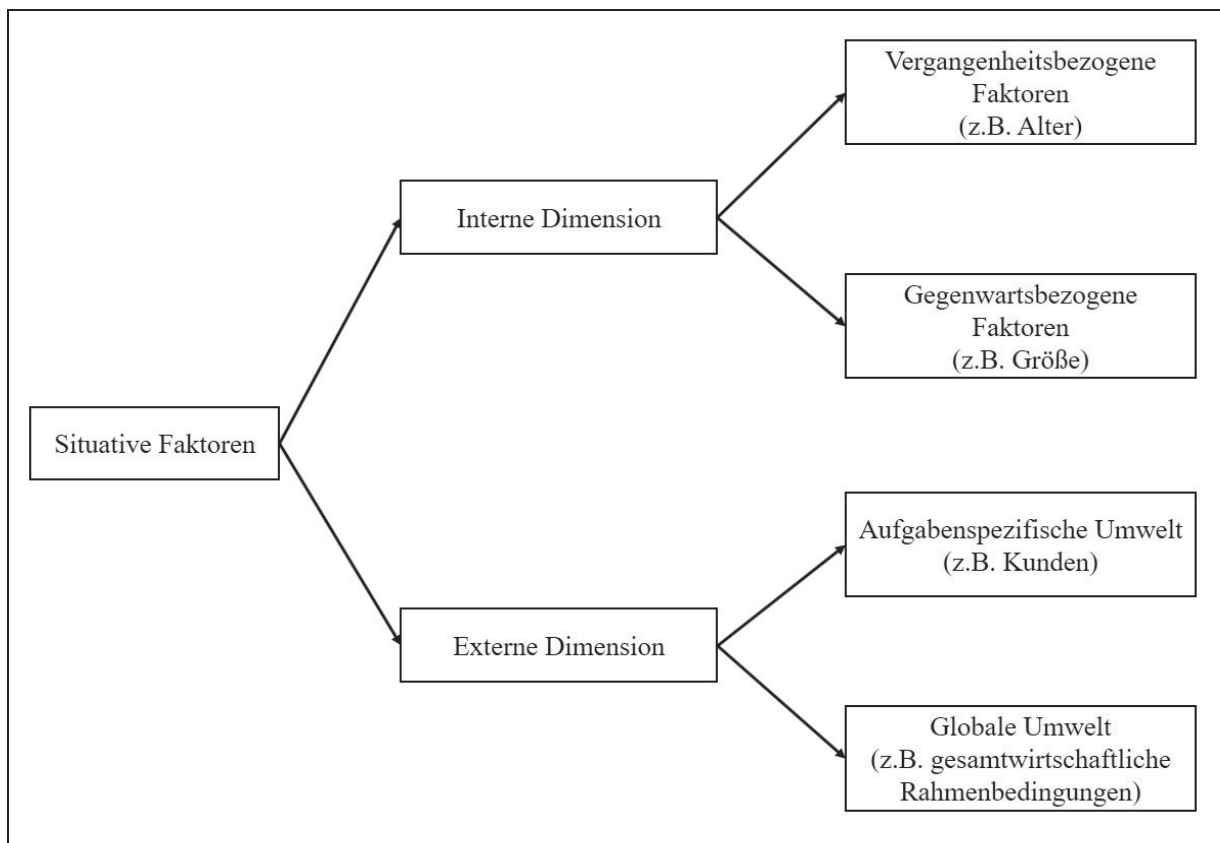 Vergangenheitsbezogene
Faktoren
(z.B. Alter)
Interne Dimension
Gegenwartsbezogene
Faktoren
(z.B. Größe)
Situative Faktoren
Aufgabenspezifische Umwelt
(z.B. Kunden)
Externe Dimension
Globale Umwelt
(z.B. gesamtwirtschaftliche
Rahmenbedingungen)